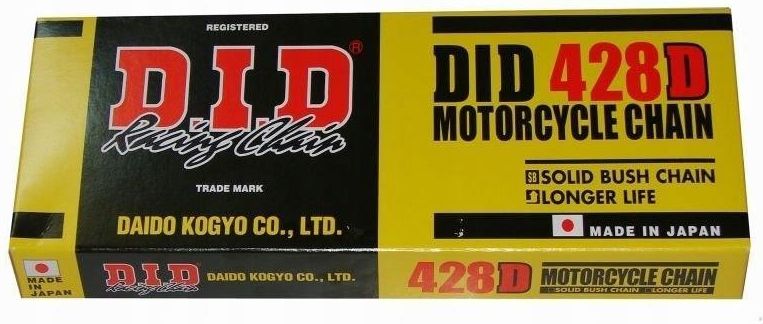 REGISTERED
D.I.D®
Racing Chain
TRADE MARK
DAIDO KOGYO CO., LTD.
DID 428D
MOTORCYCLE CHAIN
SB SOLID BUSH CHAIN
LONGER LIFE
MADE IN JAPAN
MADE
IN
JAPAN
D.I.D
Racing Chain
DAIDO KOGYO CO., LTD.
428D
MOTORCYCLE CHAIN
SOLID BUSH CHAIN LONGER LIFE